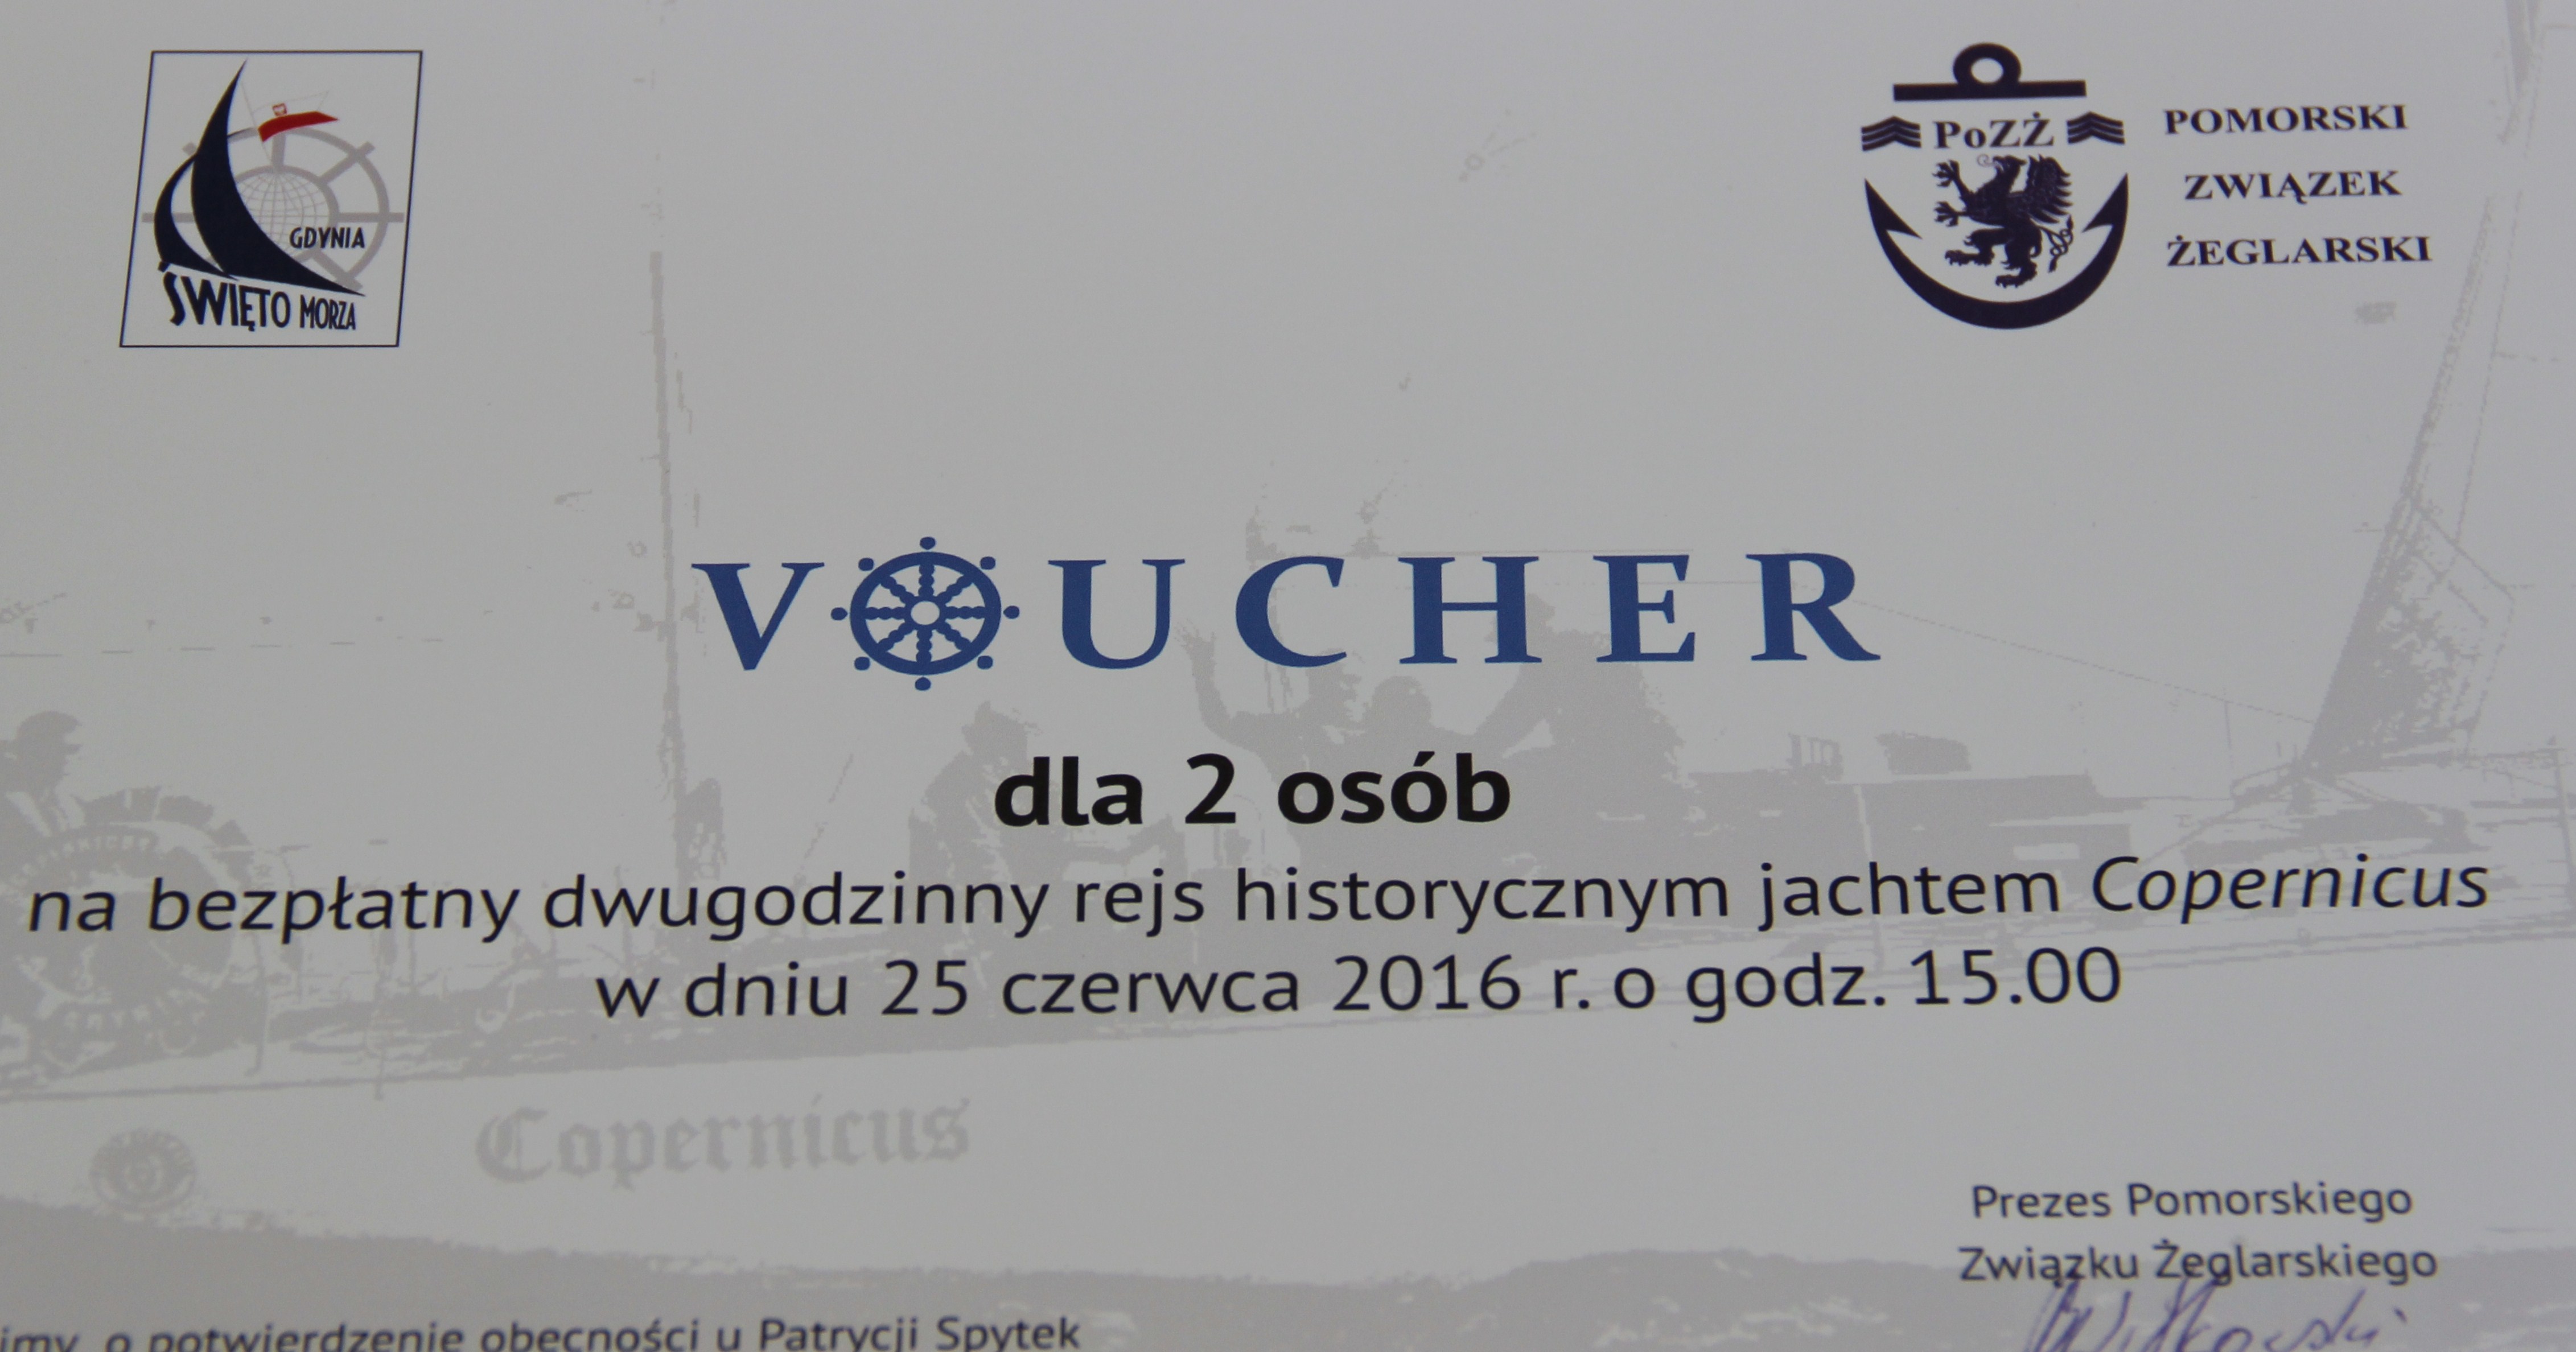 GDYNIA
ŚWIĘTO MORZA
PoZŻ
POMORSKI
ZWIĄZEK
ŻEGLARSKI
VOUCHER
dla 2 osób
na bezpłatny dwugodzinny rejs historycznym jachtem Copernicus
w dniu 25 czerwca 2016 r. o godz. 15.00
Copernicus
Prezes Pomorskiego
Związku Żeglarskiego
o potwierdzenie obecności u Patrycji Spytek